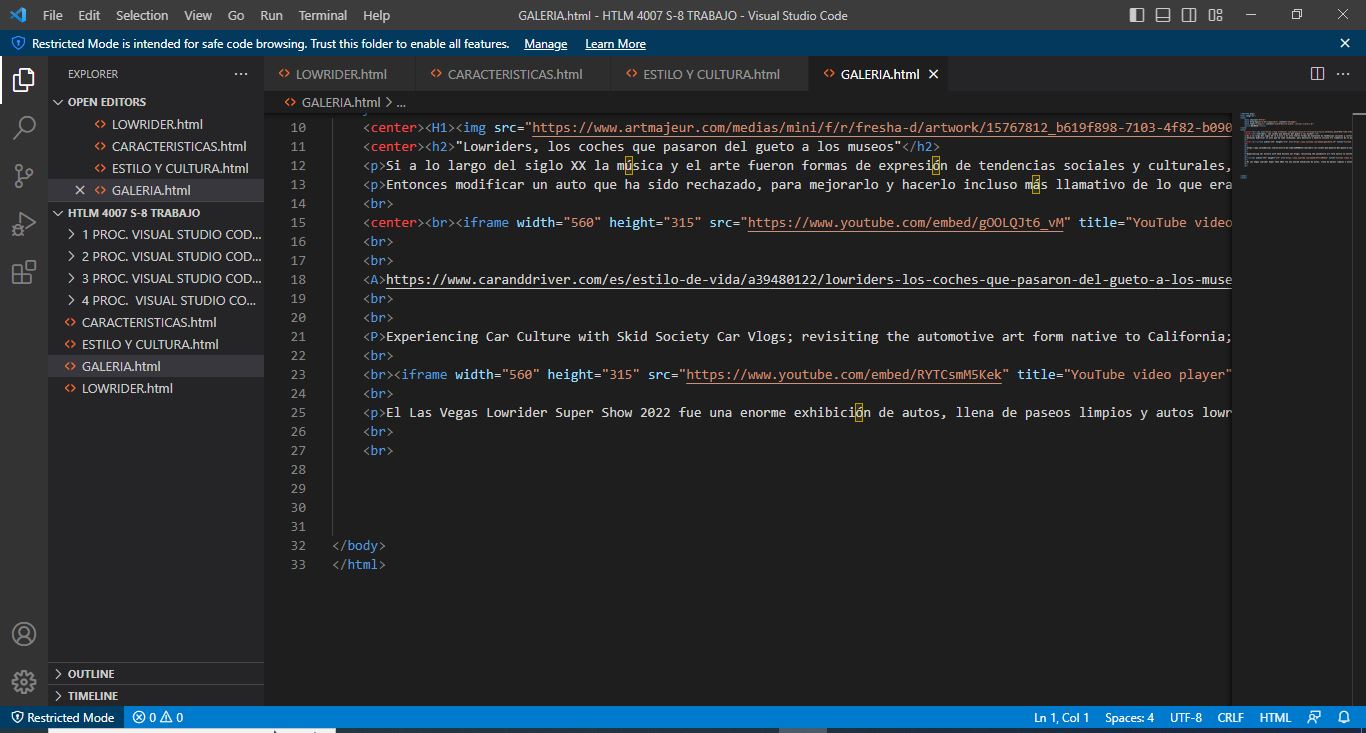 File Edit Selection View Go Run Terminal Help GALERIA.html - HTLM 4007 S-8 TRABAJO - Visual Studio Code
Restricted Mode is intended for safe code browsing. Trust this folder to enable all features. Manage Learn More
EXPLORER
LOWRIDER.html CARACTERISTICAS.html ESTILO Y CULTURA.html GALERIA.html
OPEN EDITORS
LOWRIDER.html
CARACTERISTICAS.html
ESTILO Y CULTURA.html
GALERIA.html
HTLM 4007 S-8 TRABAJO
1 PROC. VISUAL STUDIO COD...
2 PROC. VISUAL STUDIO COD...
3 PROC. VISUAL STUDIO COD...
4 PROC. VISUAL STUDIO CO...
CARACTERISTICAS.html
ESTILO Y CULTURA.html
GALERIA.html
LOWRIDER.html
OUTLINE
TIMELINE
GALERIA.html > ...
10 <center><H1><img src="https://www.artmajeur.com/medias/mini/f/r/fresha-d/artwork/15767812_b619f898-7103-4f82-b090
11 <center><h2>"Lowriders, los coches que pasaron del gueto a los museos"</h2>
12 <p>Si a lo largo del siglo XX la música y el arte fueron formas de expresión de tendencias sociales y culturales,
13 <p>Entonces modificar un auto que ha sido rechazado, para mejorarlo y hacerlo incluso más llamativo de lo que era
14 <br>
15 <center><br><iframe width="560" height="315" src="https://www.youtube.com/embed/gOOLQJt6_vM" title="YouTube video
16 <br>
17 <br>
18 <A>https://www.caranddriver.com/es/estilo-de-vida/a39480122/lowriders-los-coches-que-pasaron-del-gueto-a-los-muse
19 <br>
20 <br>
21 <P>Experiencing Car Culture with Skid Society Car Vlogs; revisiting the automotive art form native to California;
22 <br>
23 <br><iframe width="560" height="315" src="https://www.youtube.com/embed/RYTCsmM5Kek" title="YouTube video player"
24 <br>
25 <p>El Las Vegas Lowrider Super Show 2022 fue una enorme exhibición de autos, llena de paseos limpios y autos lowr
26 <br>
27 <br>
28
29
30
31
32 </body>
33 </html>
Restricted Mode 0 0 Ln 1, Col 1 Spaces: 4 UTF-8 CRLF HTML